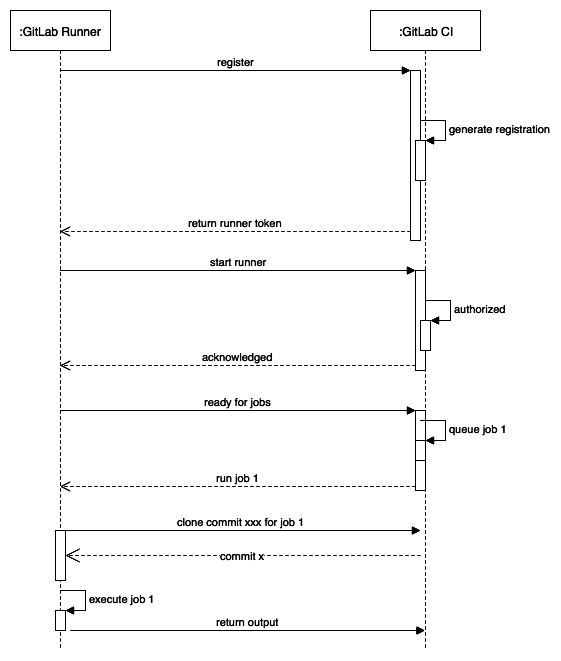 :GitLab Runner
:GitLab CI
register
generate registration
return runner token
start runner
authorized
acknowledged
ready for jobs
queue job 1
run job 1
clone commit xxx for job 1
commit x
execute job 1
return output